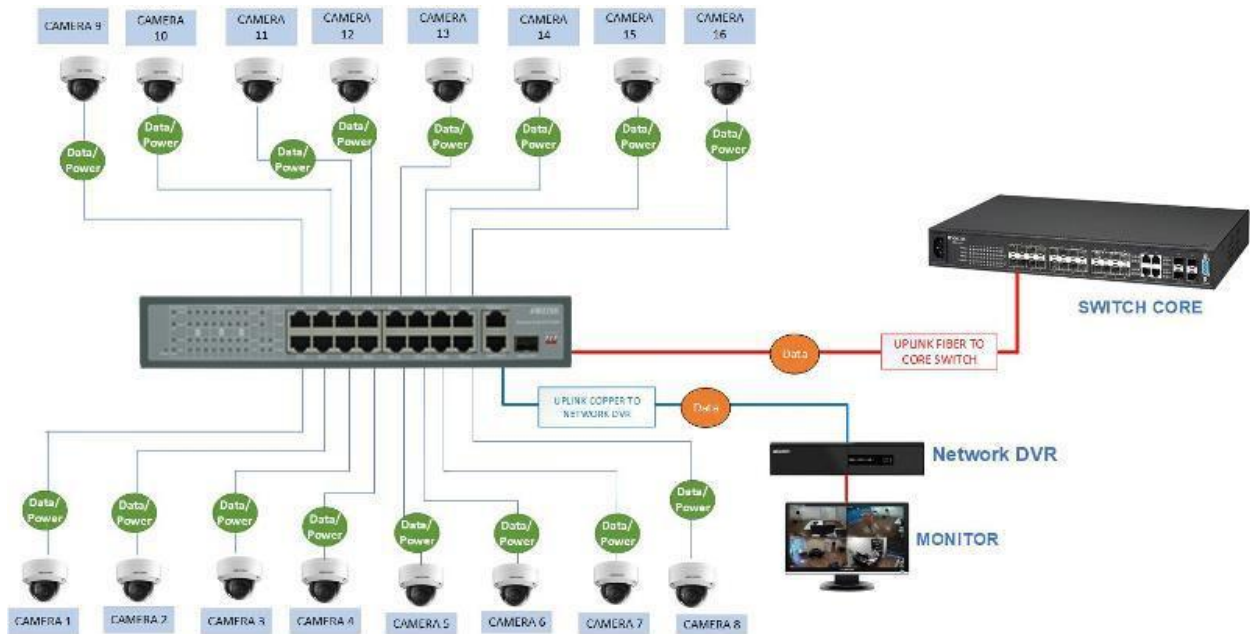 CAMERA 9
CAMERA
10
CAMERA
11
CAMERA
12
CAMERA
13
CAMERA
14
CAMERA
15
CAMERA
16
Data/
Power
Data/
Power
Data/
Power
Data/
Power
Data/
Power
Data/
Power
Data/
Power
Data/
Power
SWITCH CORE
Data
UPLINK FIBER TO
CORE SWITCH
UPLINK COPPER TO
NETWORK DVR
Data
Network DVR
MONITOR
Data/
Power
Data/
Power
Data/
Power
Data/
Power
Data/
Power
Data/
Power
Data/
Power
Data/
Power
CAMERA 1
CAMERA 2
CAMERA 3
CAMERA 4
CAMERA 5
CAMERA 6
CAMERA 7
CAMERA 8